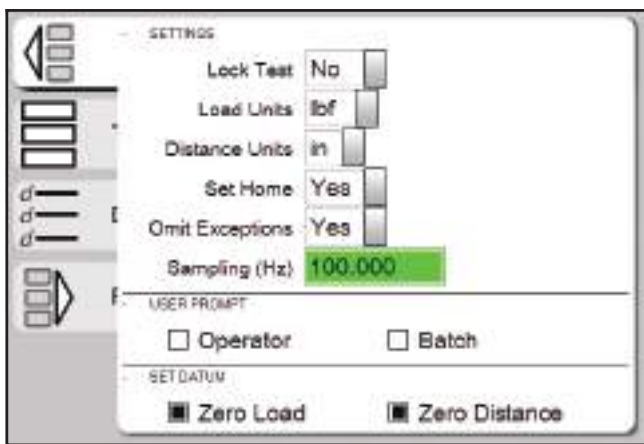 SETTINGS
Lock Test No
Load Units lbf
Distance Units in
Set Home Yes
Omit Exceptions Yes
Sampling (Hz) 100.000
USER PROMPT
Operator Batch
SET DATUM
Zero Load Zero Distance
d
d
d